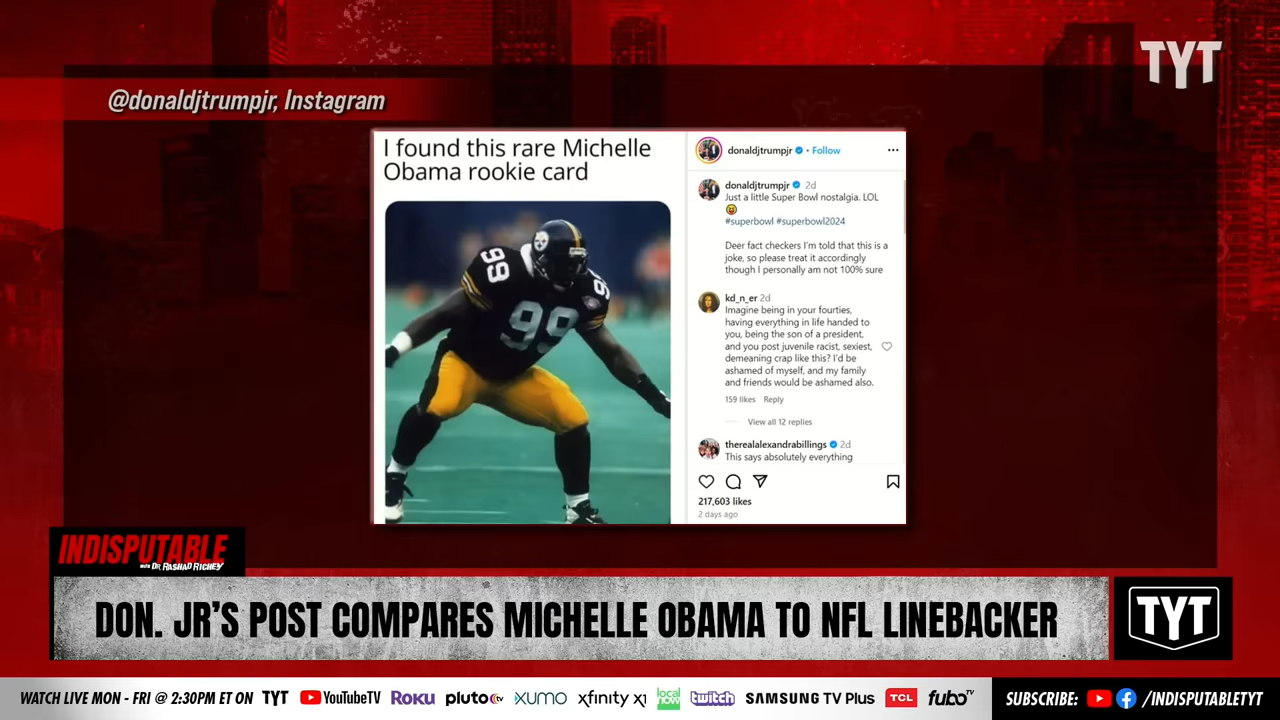 TYT
@donaldjtrumpjr, Instagram
I found this rare Michelle
Obama rookie card
99
99
9
donaldjtrumpjr • Follow
donaldjtrumpjr 2d
Just a little Super Bowl nostalgia. LOL
😝
#superbowl #superbowl2024
Deer fact checkers I'm told that this is a
joke, so please treat it accordingly
though I personally am not 100% sure
kd_n_er 2d
Imagine being in your fourties,
having everything in life handed to
you, being the son of a president,
and you post juvenile racist, sexiest,
demeaning crap like this? I'd be
ashamed of myself, and my family
and friends would be ashamed also.
159 likes Reply
View all 12 replies
therealalexandrabillings 2d
This says absolutely everything
217,603 likes
2 days ago
INDISPUTABLE
WITH DR. RASHAD RICHEY
DON. JR'S POST COMPARES MICHELLE OBAMA TO NFL LINEBACKER
TYT
WATCH LIVE MON - FRI @ 2:30PM ET ON TYT YouTubeTV ROKU pluto tv XUMO xfinity x1 local now twitch SAMSUNG TV Plus TCL fubo TV
SUBSCRIBE: /INDISPUTABLETYT